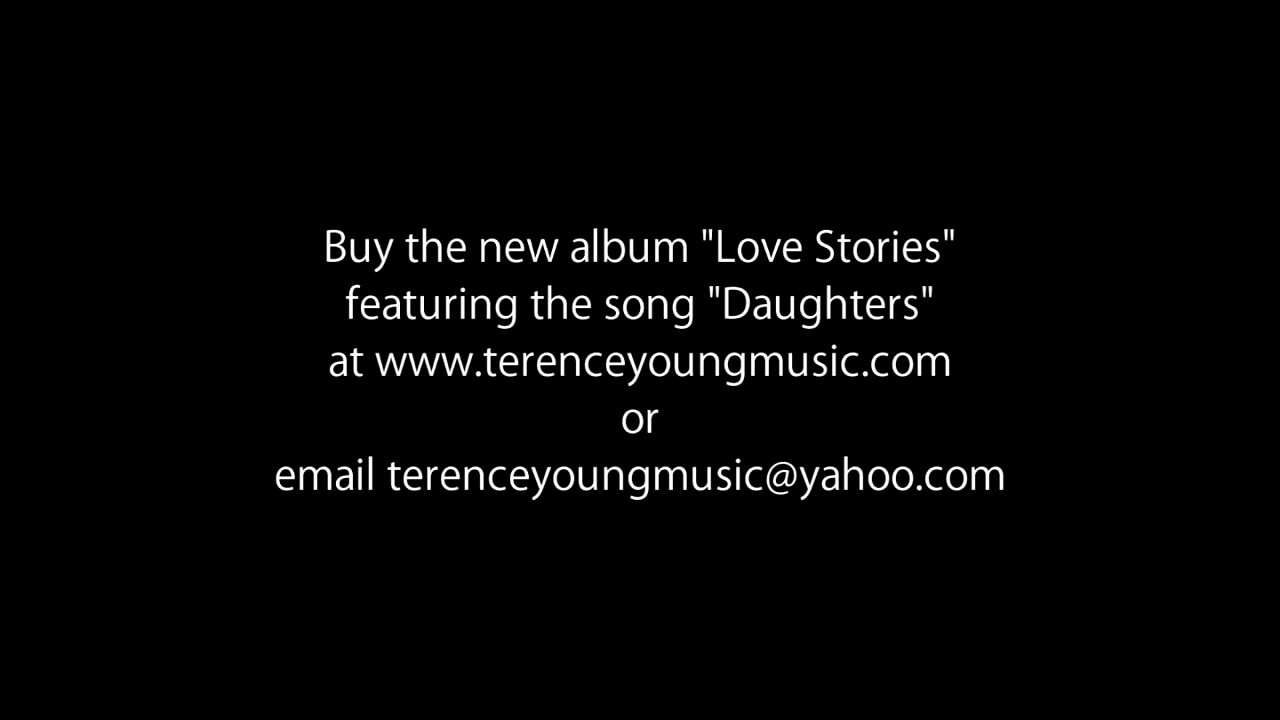 Buy the new album "Love Stories"
featuring the song "Daughters"
at www.terenceyoungmusic.com
or
email terenceyoungmusic@yahoo.com